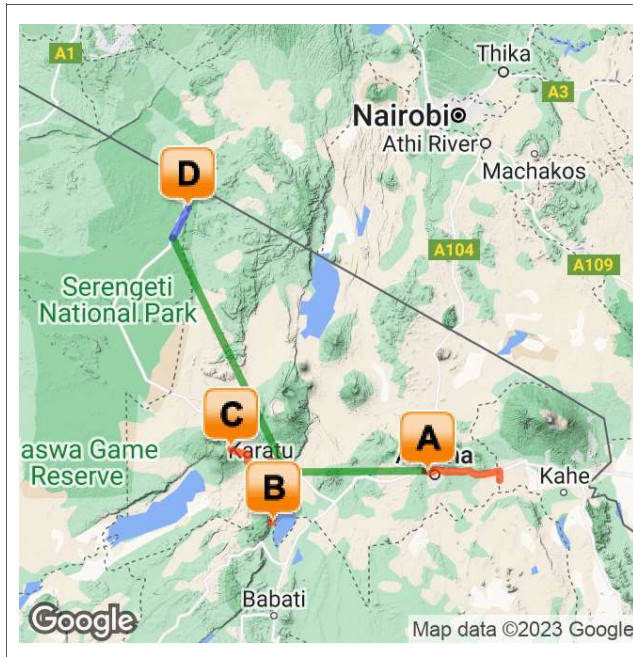 A1
Thika
A3
Nairobi
Athi River
Machakos
D
A104
A109
Serengeti
National Park
C
Karatu
A
aswa Game
Reserve
B
Kahe
Babati
Google
Map data ©2023 Google